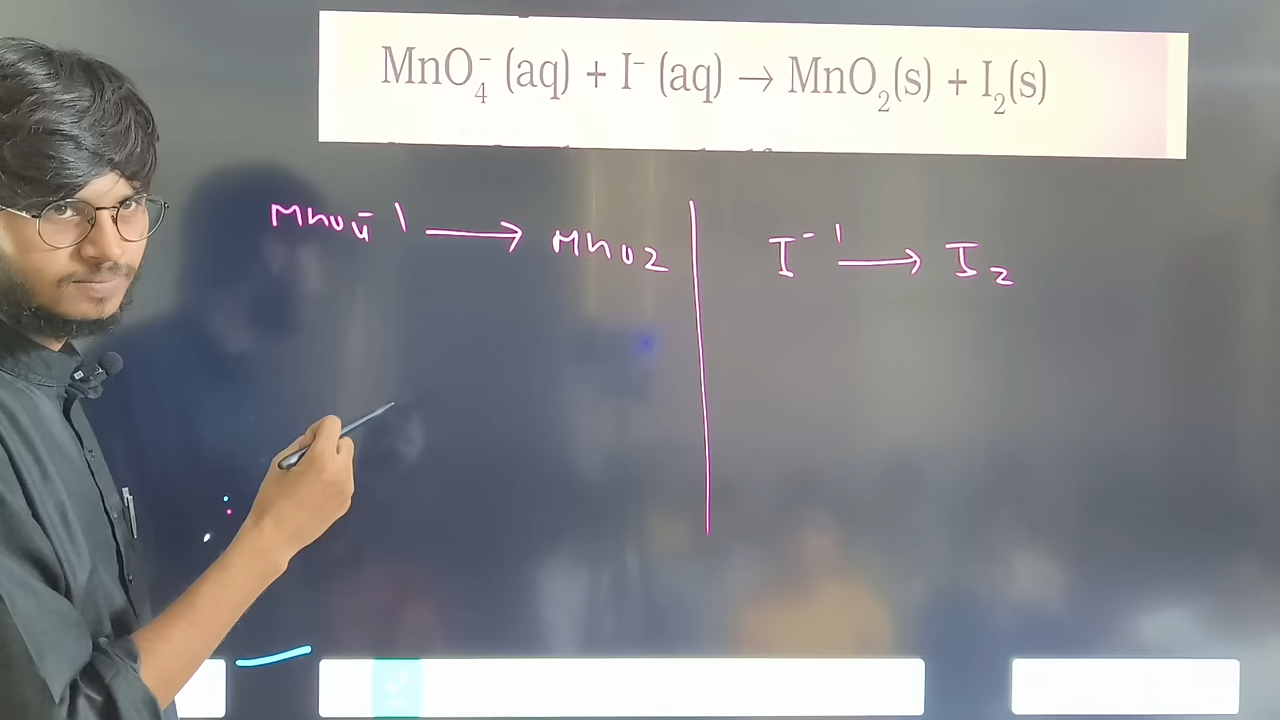 MnO₄⁻ (aq) + I⁻ (aq) → MnO₂(s) + I₂(s)
MnO₄⁻¹ → MnO₂ | I⁻¹ → I₂